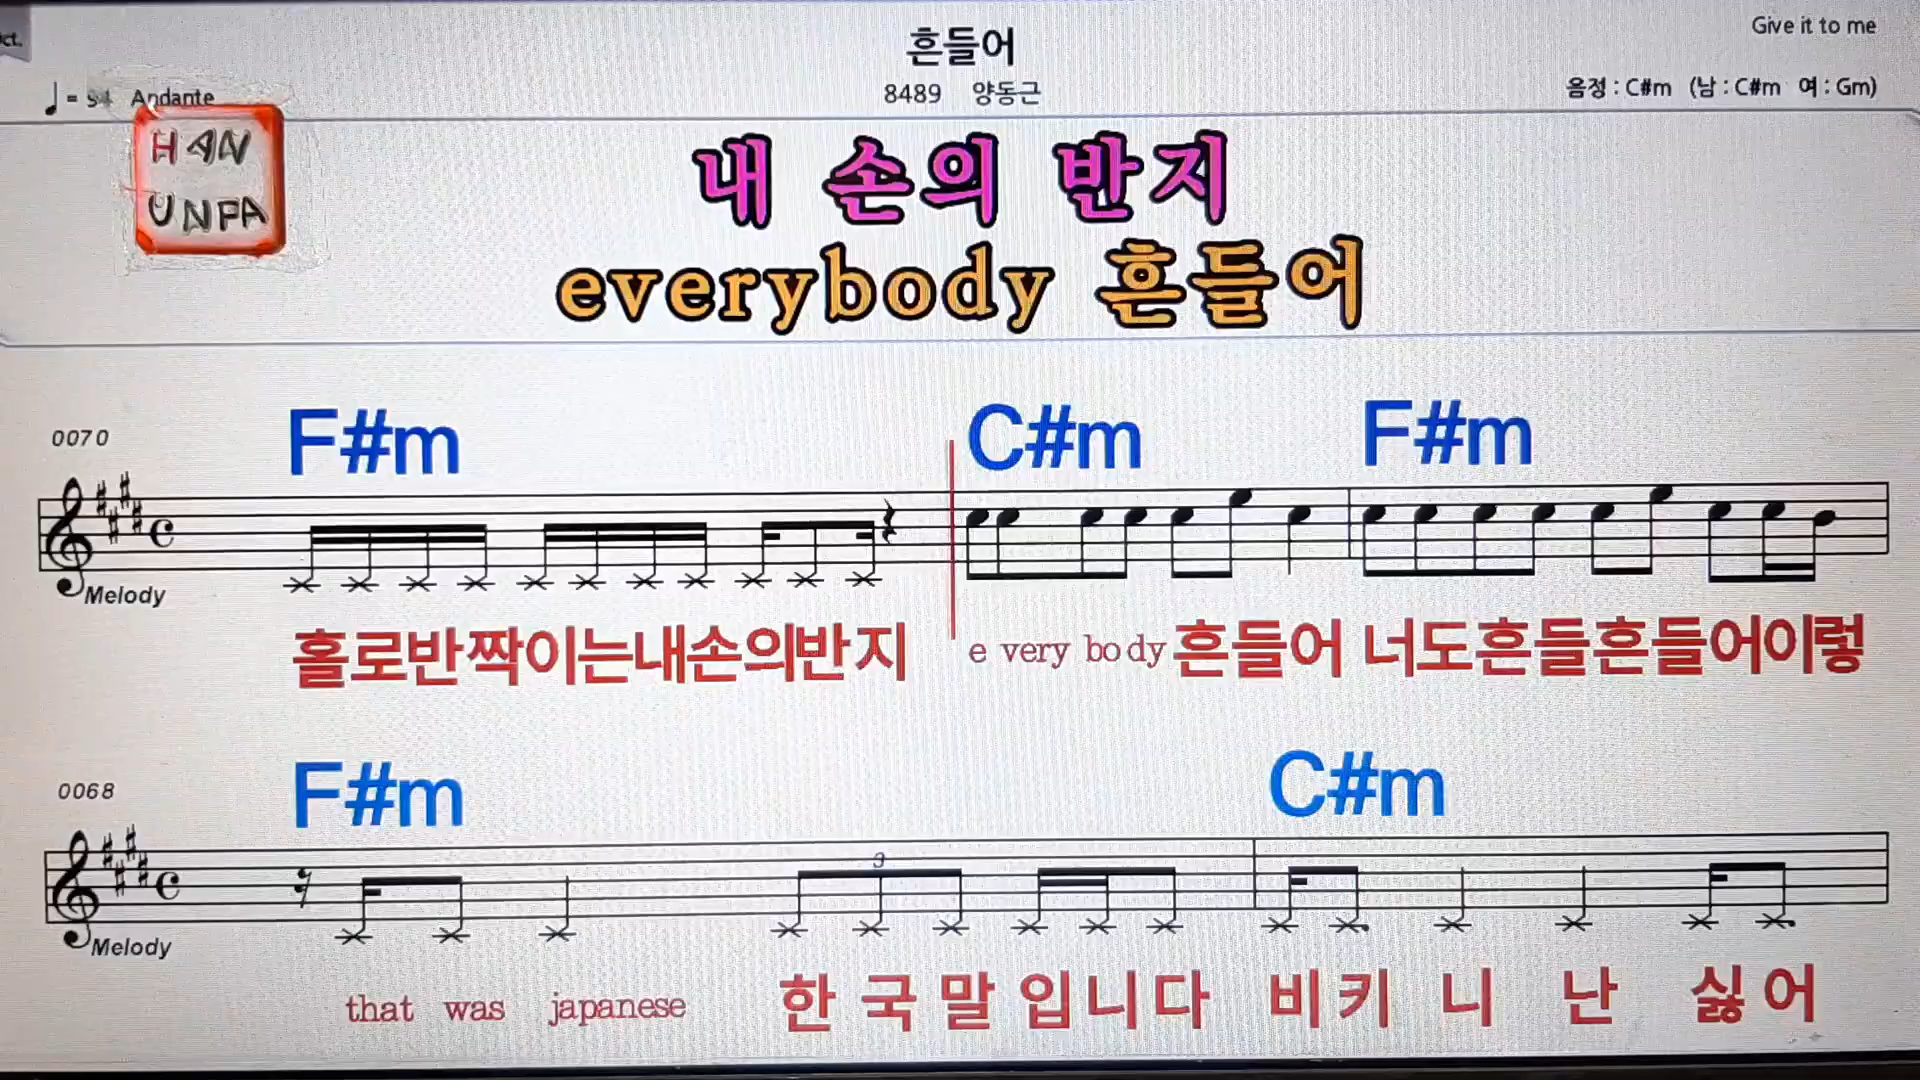 ct.
흔들어
Give it to me
♩ = 94 Andante
8489 양동근
음정 : C#m (남 : C#m 여 : Gm)
HAN
UNPA
내 손의 반지
everybody 흔들어
0070
F#m C#m F#m
Melody
홀로반짝이는내손의반지 e very bo dy 흔들어 너도흔들흔들어이렇
0068
F#m C#m
3
Melody
that was japanese 한국말입니다 비키니 난 싫어